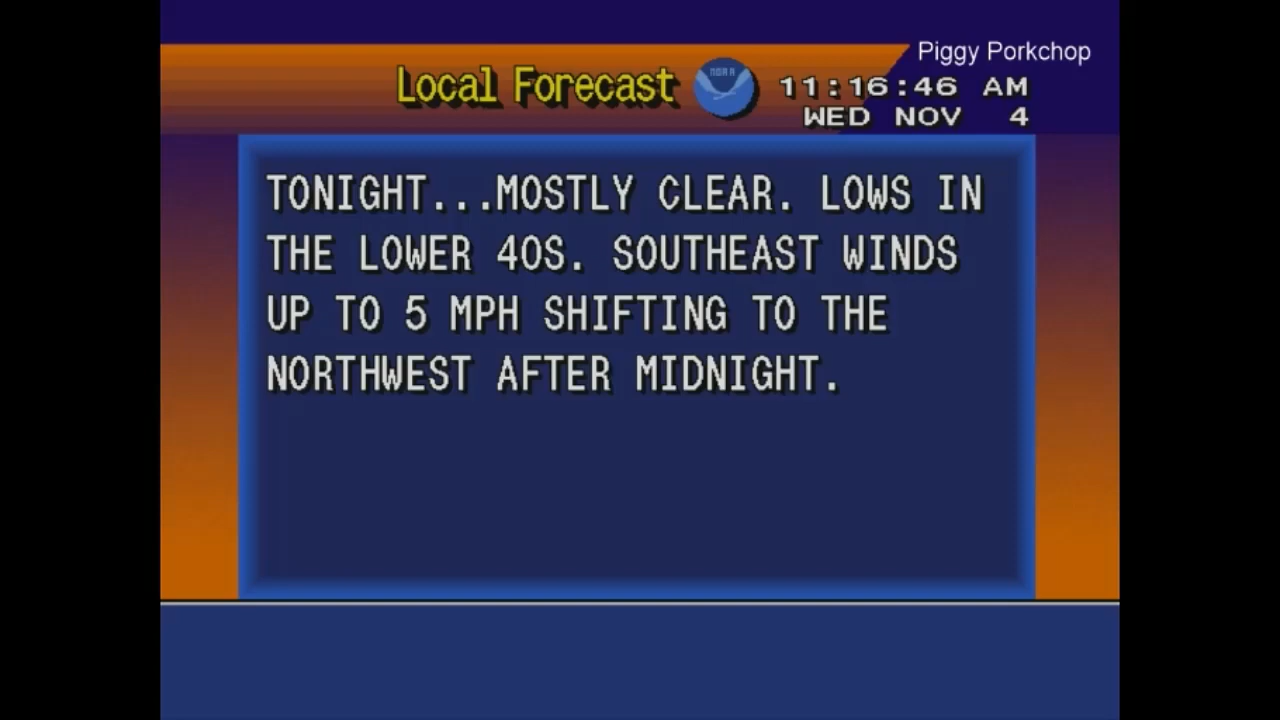 Piggy Porkchop
Local Forecast
NOAA
11:16:46 AM
WED NOV 4
TONIGHT...MOSTLY CLEAR. LOWS IN
THE LOWER 40S. SOUTHEAST WINDS
UP TO 5 MPH SHIFTING TO THE
NORTHWEST AFTER MIDNIGHT.